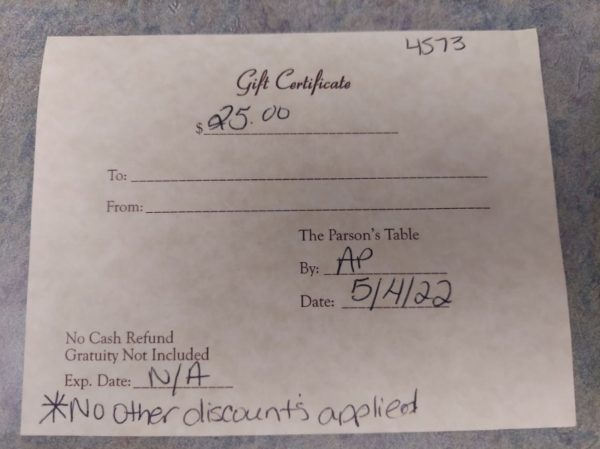 4573
Gift Certificate
$ 25.00
To:
From:
The Parson's Table
By: AP
Date: 5/4/22
No Cash Refund
Gratuity Not Included
Exp. Date: N/A
*No other discount's applied